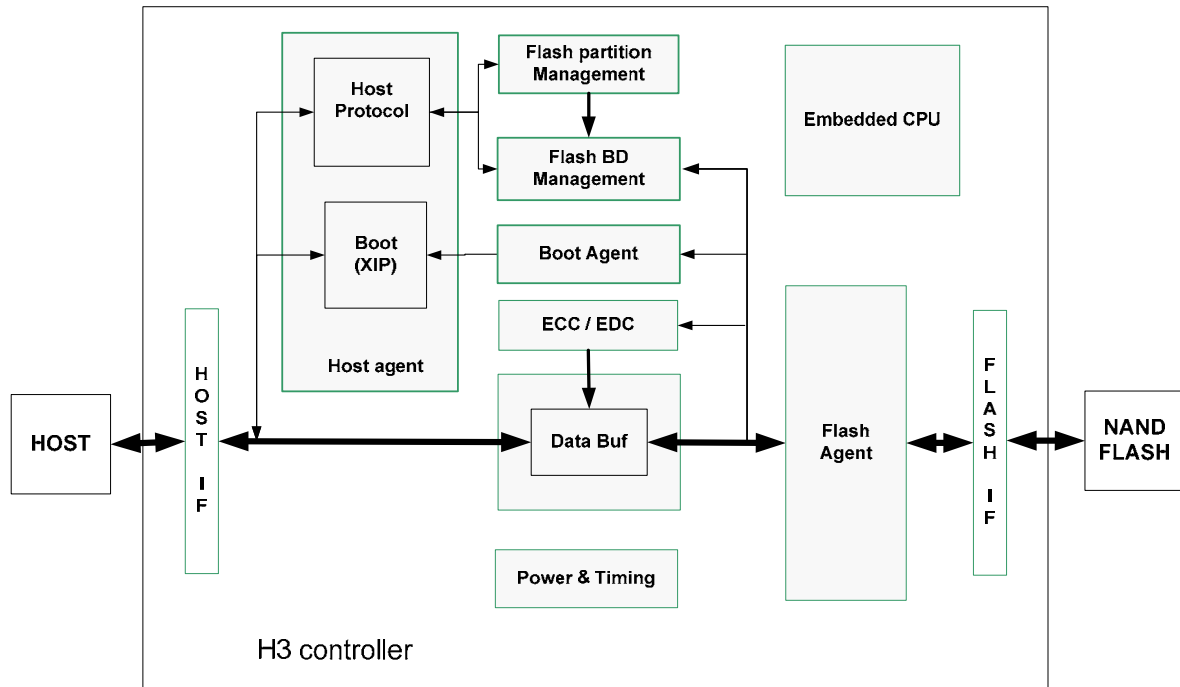 Flash partition
Management
Host
Protocol
Embedded CPU
Flash BD
Management
Boot
(XIP)
Boot Agent
ECC / EDC
Host agent
HOST
HOST IF
Data Buf
Flash
Agent
FLASH IF
NAND
FLASH
Power & Timing
H3 controller